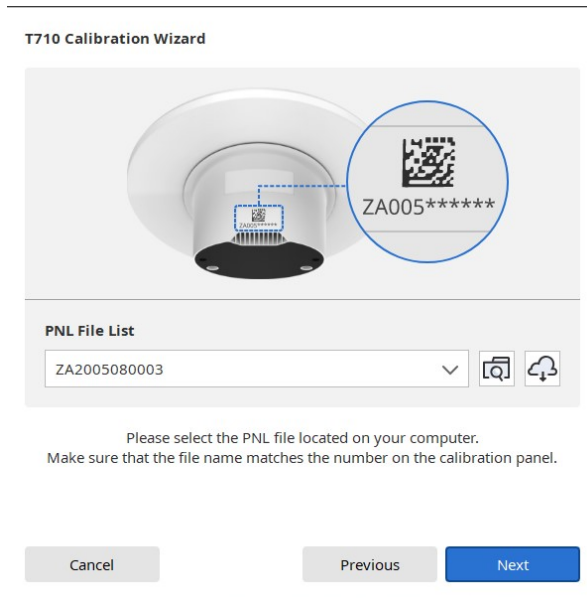 T710 Calibration Wizard
ZA005******
ZA005******
PNL File List
ZA2005080003
Please select the PNL file located on your computer.
Make sure that the file name matches the number on the calibration panel.
Cancel
Previous
Next